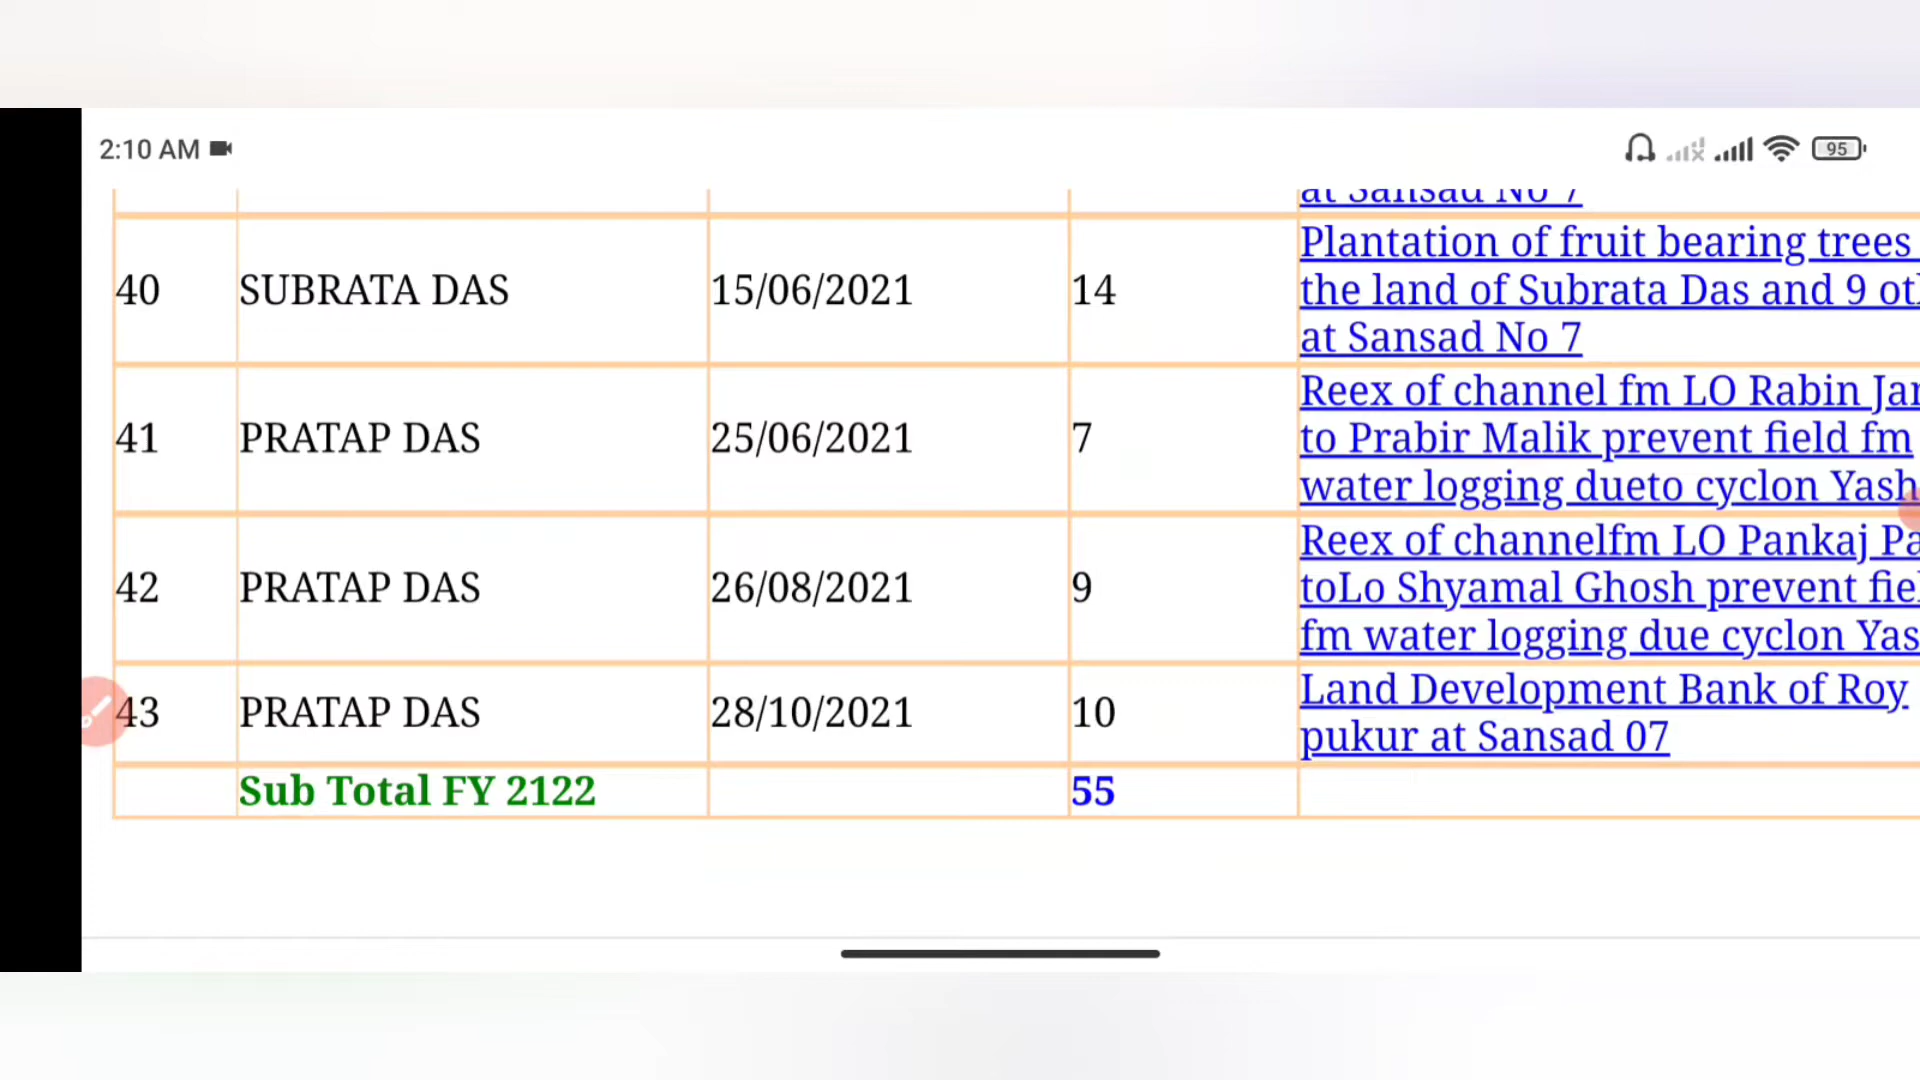 2:10 AM
95
at Sansad No 7
40 SUBRATA DAS 15/06/2021 14 Plantation of fruit bearing trees
the land of Subrata Das and 9
at Sansad No 7
41 PRATAP DAS 25/06/2021 7 Reex of channel fm LO Rabin
to Prabir Malik prevent field fm
water logging dueto cyclon Yash
42 PRATAP DAS 26/08/2021 9 Reex of channelfm LO Pankaj
toLo Shyamal Ghosh prevent
fm water logging due cyclon
43 PRATAP DAS 28/10/2021 10 Land Development Bank of Roy
pukur at Sansad 07
Sub Total FY 2122 55